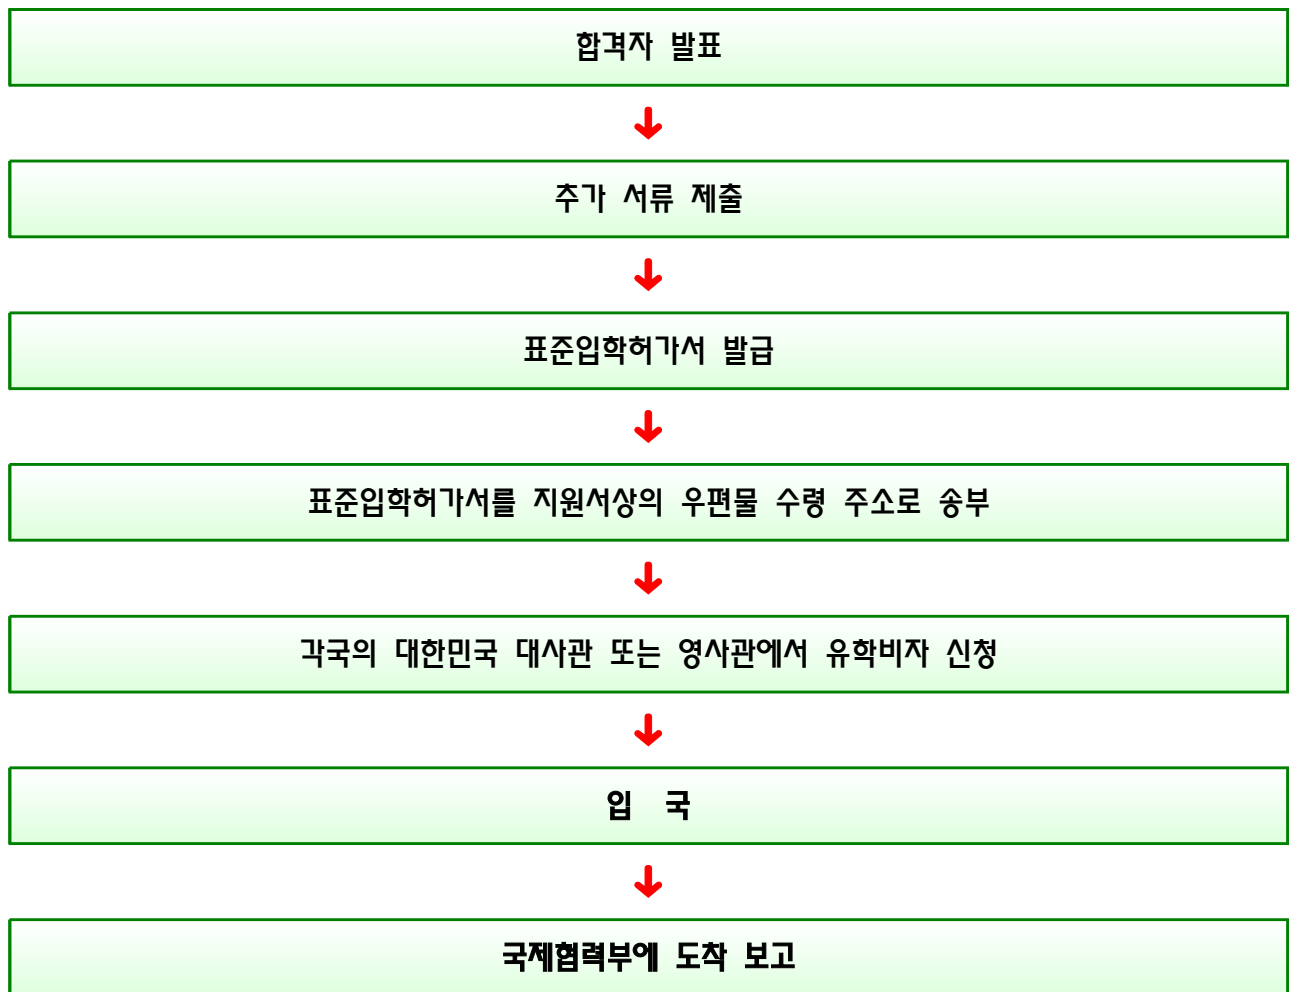 합격자 발표
추가 서류 제출
표준입학허가서 발급
표준입학허가서를 지원서상의 우편물 수령 주소로 송부
각국의 대한민국 대사관 또는 영사관에서 유학비자 신청
입 국
국제협력부에 도착 보고